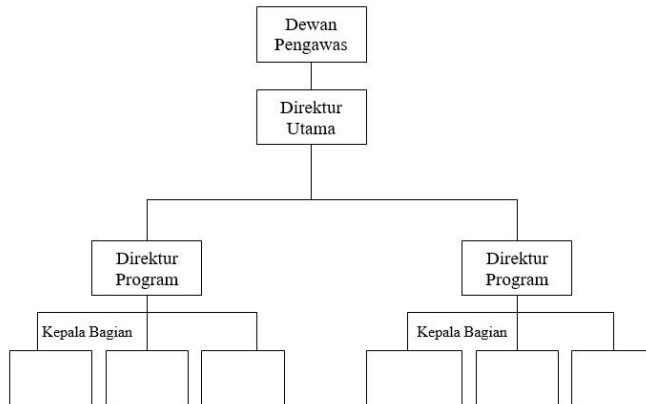 Dewan
Pengawas
Direktur
Utama
Direktur
Program
Direktur
Program
Kepala Bagian
Kepala Bagian